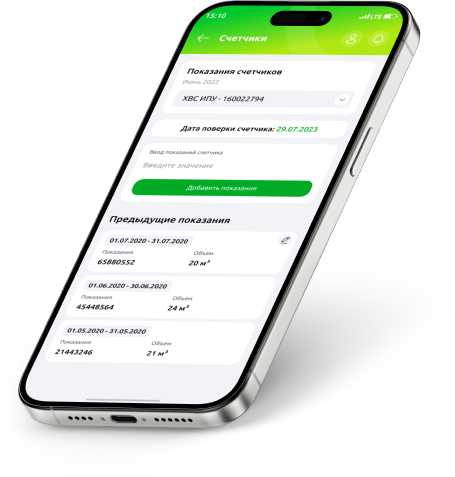 15:10
LTE
Счетчики
Показания счетчиков
Июнь 2022
ХВС ИПУ - 160022794
Дата поверки счетчика: 29.07.2023
Ввод показаний счетчика
Введите значение
Добавить показания
Предыдущие показания
01.07.2020 - 31.07.2020
Показания Объем
65880552 20 м³
01.06.2020 - 30.06.2020
Показания Объем
45448564 24 м³
01.05.2020 - 31.05.2020
Показания Объем
21443246 21 м³